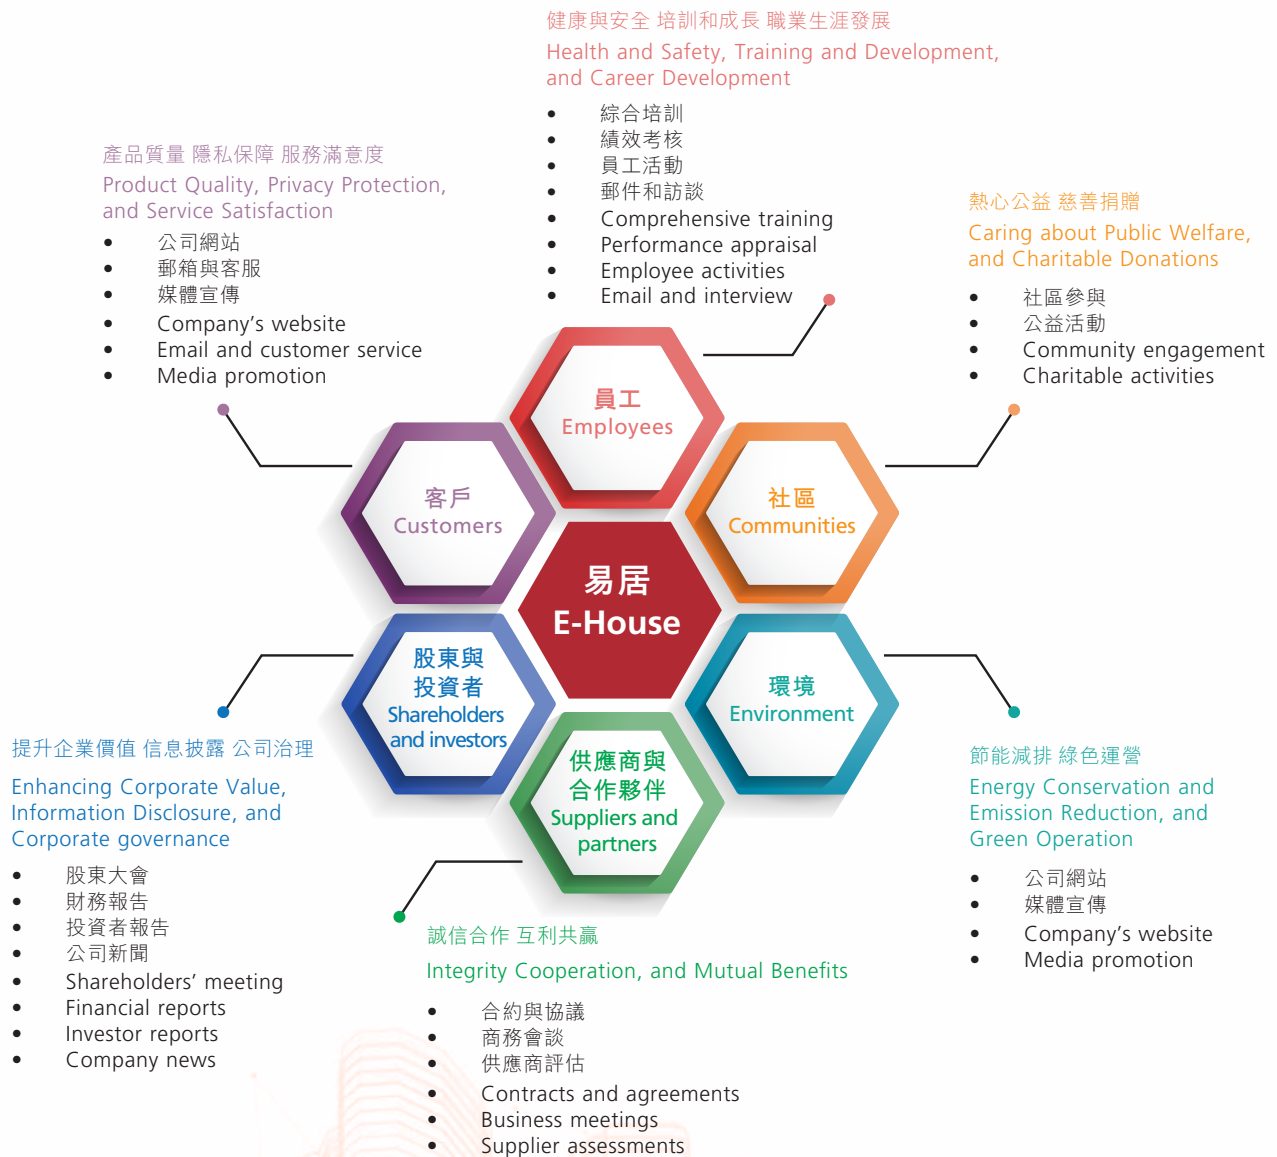 健康與安全 培訓和成長 職業生涯發展
Health and Safety, Training and Development,
and Career Development
• 綜合培訓
• 績效考核
• 員工活動
• 郵件和訪談
• Comprehensive training
• Performance appraisal
• Employee activities
• Email and interview
產品質量 隱私保障 服務滿意度
Product Quality, Privacy Protection,
and Service Satisfaction
• 公司網站
• 郵箱與客服
• 媒體宣傳
• Company’s website
• Email and customer service
• Media promotion
熱心公益 慈善捐贈
Caring about Public Welfare,
and Charitable Donations
• 社區參與
• 公益活動
• Community engagement
• Charitable activities
員工
Employees
客戶
Customers
社區
Communities
易居
E-House
股東與
投資者
Shareholders
and investors
環境
Environment
供應商與
合作夥伴
Suppliers and
partners
提升企業價值 信息披露 公司治理
Enhancing Corporate Value,
Information Disclosure, and
Corporate governance
• 股東大會
• 財務報告
• 投資者報告
• 公司新聞
• Shareholders’ meeting
• Financial reports
• Investor reports
• Company news
節能減排 綠色運營
Energy Conservation and
Emission Reduction, and
Green Operation
• 公司網站
• 媒體宣傳
• Company’s website
• Media promotion
誠信合作 互利共贏
Integrity Cooperation, and Mutual Benefits
• 合約與協議
• 商務會談
• 供應商評估
• Contracts and agreements
• Business meetings
• Supplier assessments